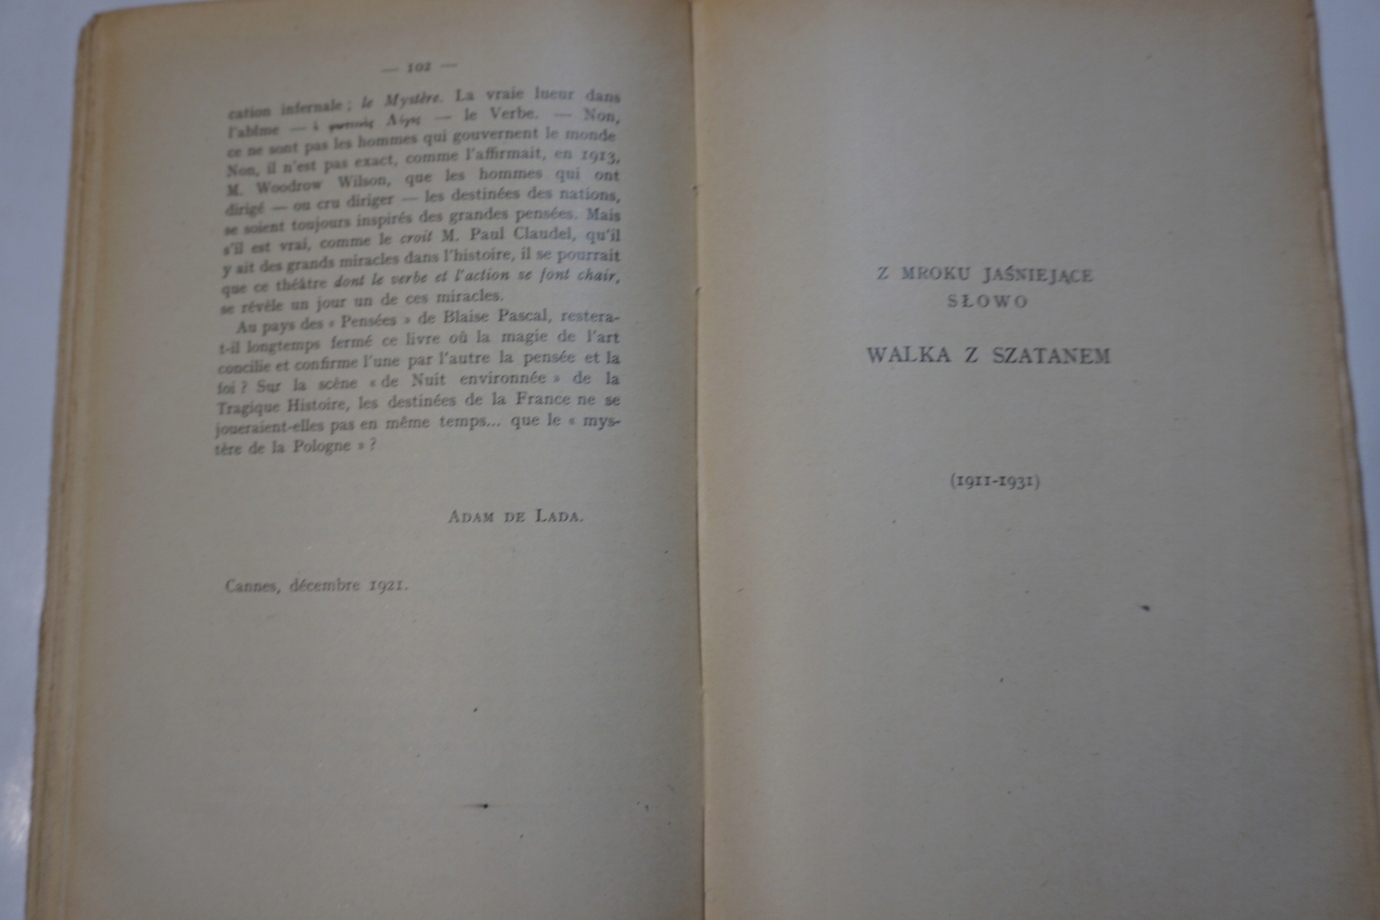 — 102 —
cation infernale ; le Mystère. La vraie lueur dans
l'abîme — ὁ φωτεινὸς Λόγος — le Verbe. — Non,
ce ne sont pas les hommes qui gouvernent le monde
Non, il n'est pas exact, comme l'affirmait, en 1913,
M. Woodrow Wilson, que les hommes qui ont
dirigé — ou cru diriger — les destinées des nations,
se soient toujours inspirés des grandes pensées. Mais
s'il est vrai, comme le croit M. Paul Claudel, qu'il
y ait des grands miracles dans l'histoire, il se pourrait
que ce théâtre dont le verbe et l'action se font chair,
se révèle un jour un de ces miracles.
Au pays des « Pensées » de Blaise Pascal, restera-
t-il longtemps fermé ce livre où la magie de l'art
concilie et confirme l'une par l'autre la pensée et la
foi ? Sur la scène « de Nuit environnée » de la
Tragique Histoire, les destinées de la France ne se
joueraient-elles pas en même temps... que le « mys-
tère de la Pologne » ?
Adam de Lada.
Cannes, décembre 1921.
Z MROKU JAŚNIEJĄCE
SŁOWO
WALKA Z SZATANEM
(1911-1931)